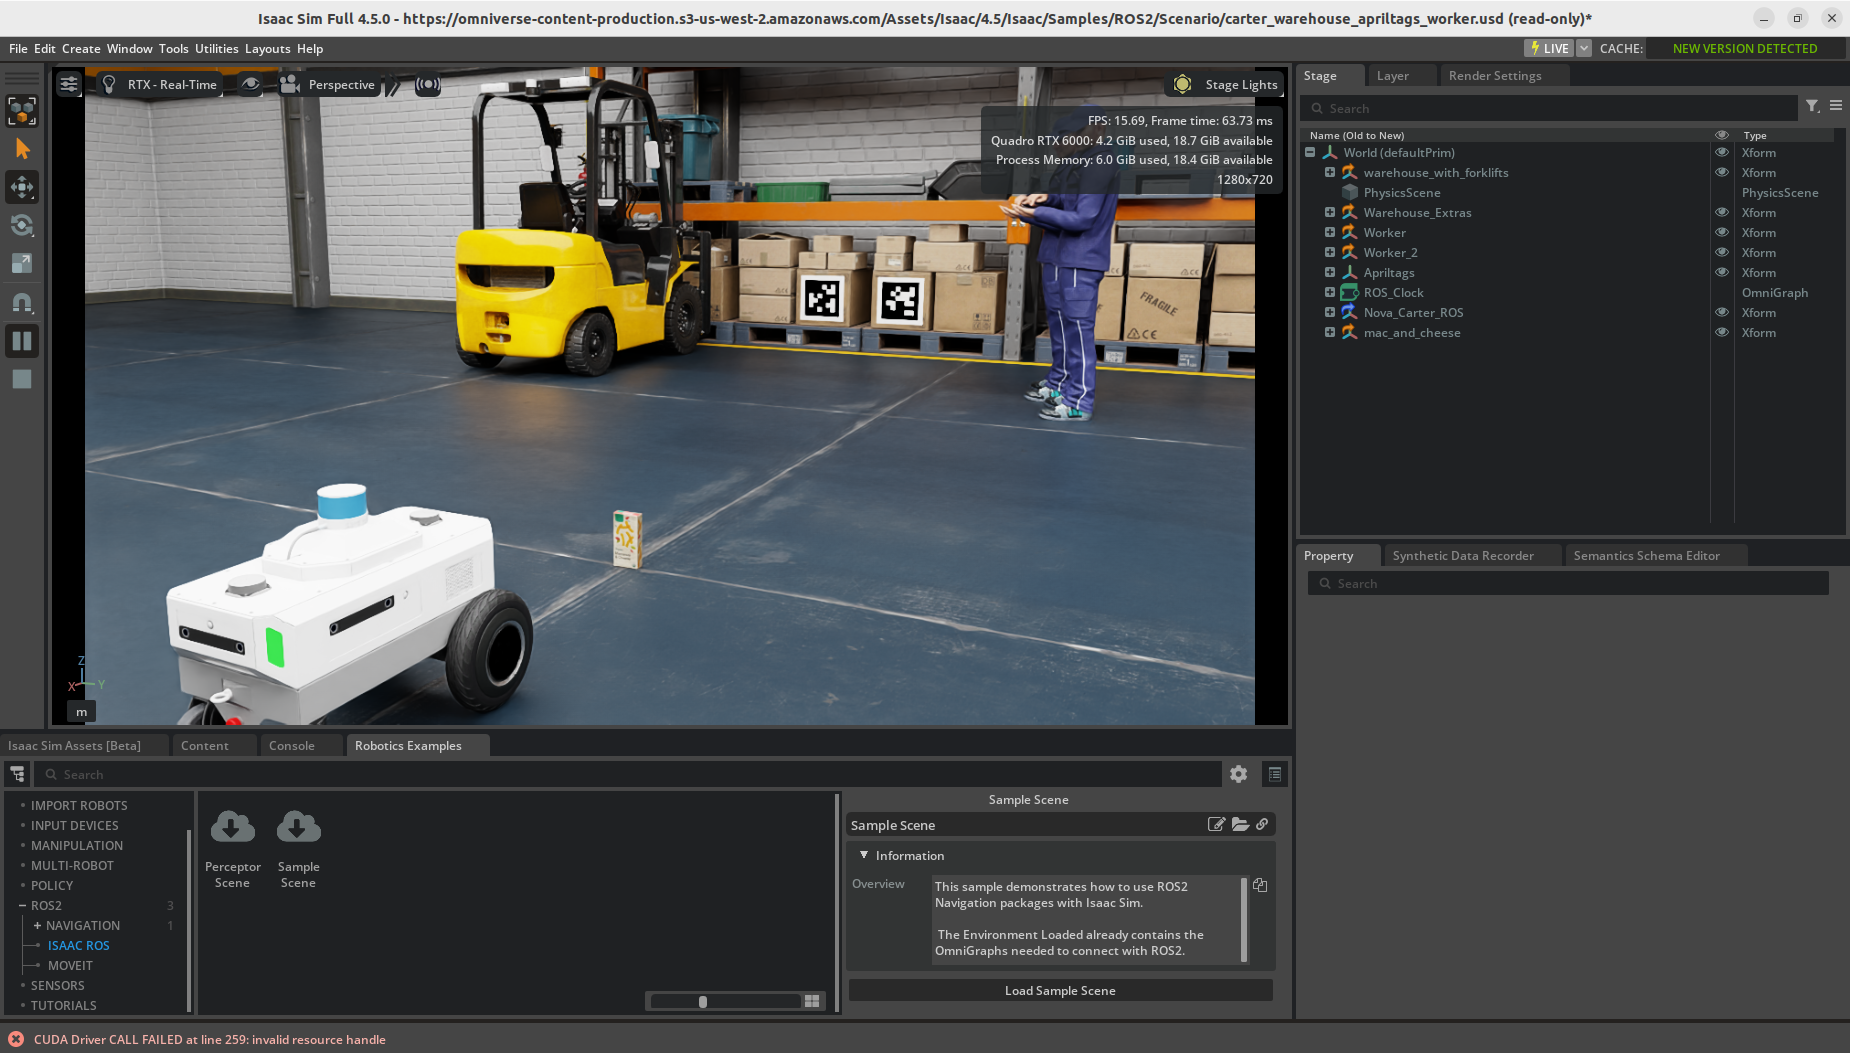 Isaac Sim Full 4.5.0 - https://omniverse-content-production.s3-us-west-2.amazonaws.com/Assets/Isaac/4.5/Isaac/Samples/ROS2/Scenario/carter_warehouse_apriltags_worker.usd (read-only)*
File Edit Create Window Tools Utilities Layouts Help
LIVE CACHE: NEW VERSION DETECTED
RTX - Real-Time
Perspective
Stage Lights
FPS: 15.69, Frame time: 63.73 ms
Quadro RTX 6000: 4.2 GiB used, 18.7 GiB available
Process Memory: 6.0 GiB used, 18.4 GiB available
1280x720
FRAGILE
Z
X
Y
m
Stage Layer Render Settings
Search
Name (Old to New) Type
World (defaultPrim) Xform
warehouse_with_forklifts Xform
PhysicsScene PhysicsScene
Warehouse_Extras Xform
Worker Xform
Worker_2 Xform
Apriltags Xform
ROS_Clock OmniGraph
Nova_Carter_ROS Xform
mac_and_cheese Xform
Property Synthetic Data Recorder Semantics Schema Editor
Search
Isaac Sim Assets [Beta] Content Console Robotics Examples
Search
IMPORT ROBOTS
INPUT DEVICES
MANIPULATION
MULTI-ROBOT
POLICY
ROS2 3
NAVIGATION 1
ISAAC ROS
MOVEIT
SENSORS
TUTORIALS
Perceptor
Scene
Sample
Scene
Sample Scene
Sample Scene
Information
Overview
This sample demonstrates how to use ROS2
Navigation packages with Isaac Sim.
The Environment Loaded already contains the
OmniGraphs needed to connect with ROS2.
Load Sample Scene
CUDA Driver CALL FAILED at line 259: invalid resource handle